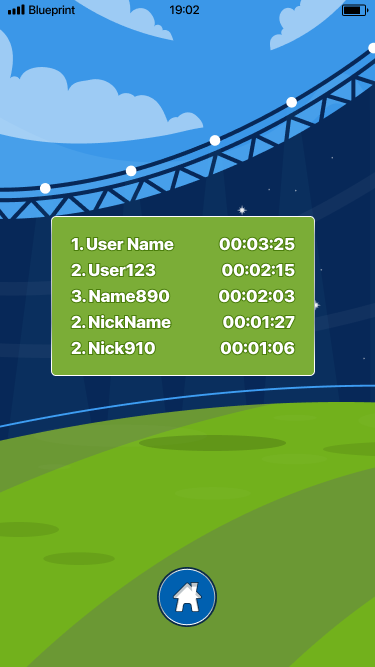 Blueprint 19:02
1. User Name 00:03:25
2. User123 00:02:15
3. Name890 00:02:03
2. NickName 00:01:27
2. Nick910 00:01:06